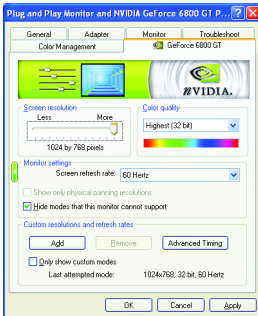 Plug and Play Monitor and NVIDIA GeForce 6800 GT P...
General Adapter Monitor Troubleshoot
Color Management GeForce 6800 GT
NVIDIA.
Screen resolution
Less More
1024 by 768 pixels
Color quality
Highest (32 bit)
Monitor settings
Screen refresh rate: 60 Hertz
Show only physical panning resolutions
Hide modes that this monitor cannot support
Custom resolutions and refresh rates
Add Remove Advanced Timing
Only show custom modes
Last attempted mode: 1024x768, 32 bit, 60 Hertz
OK Cancel Apply